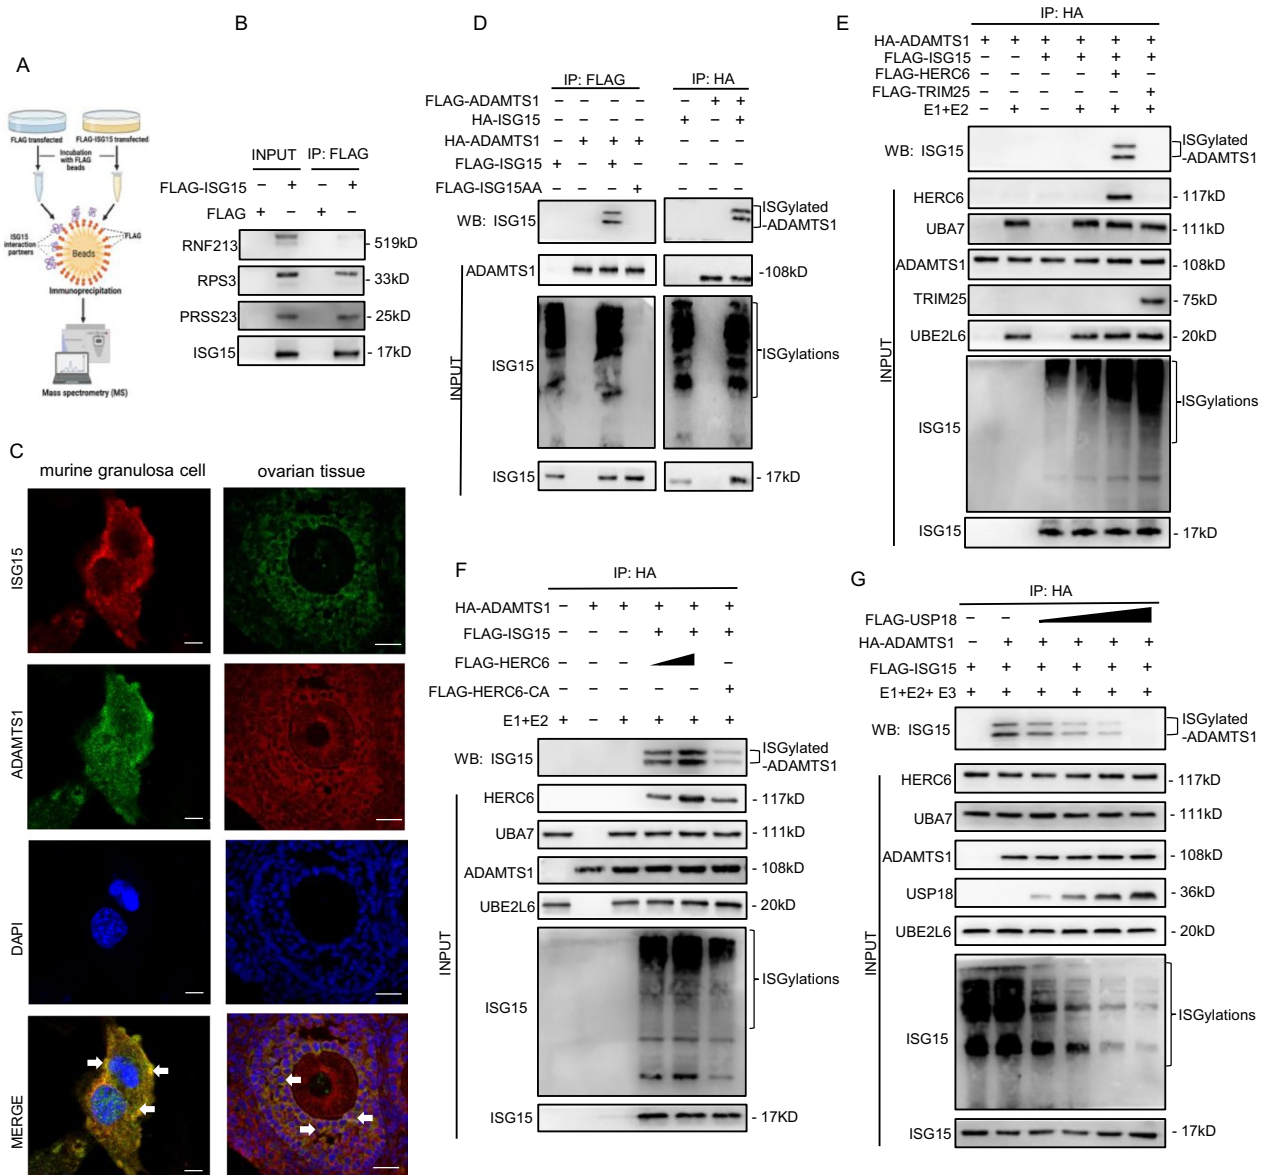 A
FLAG transfected
FLAG-ISG15 transfected
Incubation
with FLAG
beads
ISG15
interaction
partners
FLAG
Beads
Immunoprecipitation
Mass spectrometry (MS)
B
INPUT IP: FLAG
FLAG-ISG15 − + − +
FLAG + − + −
RNF213 - 519kD
RPS3 - 33kD
PRSS23 - 25kD
ISG15 - 17kD
C
murine granulosa cell ovarian tissue
ISG15
ADAMTS1
DAPI
MERGE
D
IP: FLAG IP: HA
FLAG-ADAMTS1 − − − − − − + +
HA-ISG15 − − − − − + − +
HA-ADAMTS1 − + + + − − −
FLAG-ISG15 + − + − − − −
FLAG-ISG15AA − − − + − − −
WB: ISG15 ISGylated
-ADAMTS1
INPUT
ADAMTS1 -108kD
ISG15 ISGylations
ISG15 - 17kD
E
IP: HA
HA-ADAMTS1 + + + + + +
FLAG-ISG15 − − + + + +
FLAG-HERC6 − − − − + −
FLAG-TRIM25 − − − − − +
E1+E2 − + − + + +
WB: ISG15 ISGylated
-ADAMTS1
INPUT
HERC6 - 117kD
UBA7 - 111kD
ADAMTS1 - 108kD
TRIM25 - 75kD
UBE2L6 - 20kD
ISG15 ISGylations
ISG15 - 17kD
F
IP: HA
HA-ADAMTS1 − + + + + +
FLAG-ISG15 − − − + + +
FLAG-HERC6 − − − −
FLAG-HERC6-CA − − − − − +
E1+E2 + − + + + +
WB: ISG15 ISGylated
-ADAMTS1
INPUT
HERC6 - 117kD
UBA7 - 111kD
ADAMTS1 - 108kD
UBE2L6 - 20kD
ISG15 ISGylations
ISG15 - 17KD
G
IP: HA
FLAG-USP18 − −
HA-ADAMTS1 − + + + + +
FLAG-ISG15 + + + + + +
E1+E2+ E3 + + + + + +
WB: ISG15 ISGylated
-ADAMTS1
INPUT
HERC6 - 117kD
UBA7 - 111kD
ADAMTS1 - 108kD
USP18 - 36kD
UBE2L6 - 20kD
ISG15 ISGylations
ISG15 - 17kD